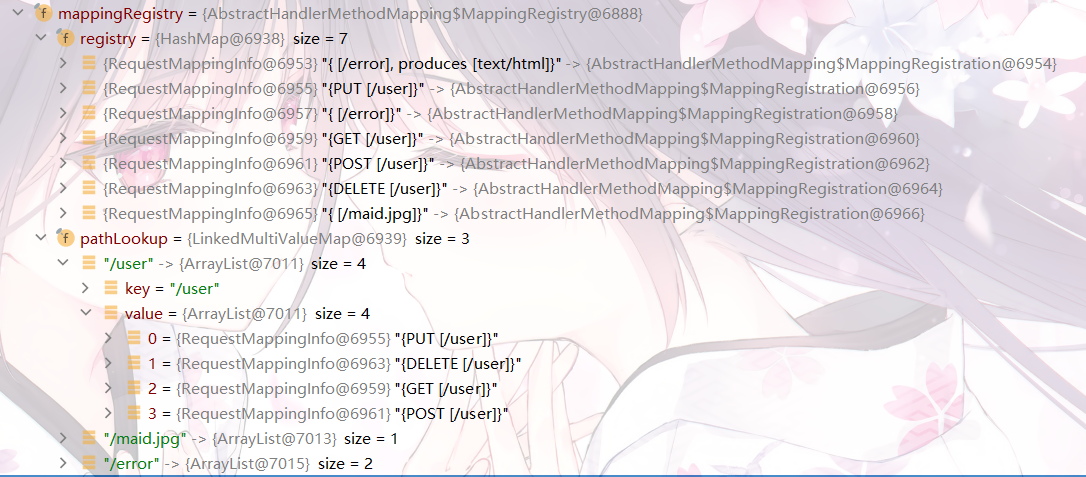 mappingRegistry = {AbstractHandlerMethodMapping$MappingRegistry@6888}
registry = {HashMap@6938} size = 7
{RequestMappingInfo@6953} "{ [/error], produces [text/html]}" -> {AbstractHandlerMethodMapping$MappingRegistration@6954}
{RequestMappingInfo@6955} "{PUT [/user]}" -> {AbstractHandlerMethodMapping$MappingRegistration@6956}
{RequestMappingInfo@6957} "{ [/error]}" -> {AbstractHandlerMethodMapping$MappingRegistration@6958}
{RequestMappingInfo@6959} "{GET [/user]}" -> {AbstractHandlerMethodMapping$MappingRegistration@6960}
{RequestMappingInfo@6961} "{POST [/user]}" -> {AbstractHandlerMethodMapping$MappingRegistration@6962}
{RequestMappingInfo@6963} "{DELETE [/user]}" -> {AbstractHandlerMethodMapping$MappingRegistration@6964}
{RequestMappingInfo@6965} "{ [/maid.jpg]}" -> {AbstractHandlerMethodMapping$MappingRegistration@6966}
pathLookup = {LinkedMultiValueMap@6939} size = 3
"/user" -> {ArrayList@7011} size = 4
key = "/user"
value = {ArrayList@7011} size = 4
0 = {RequestMappingInfo@6955} "{PUT [/user]}"
1 = {RequestMappingInfo@6963} "{DELETE [/user]}"
2 = {RequestMappingInfo@6959} "{GET [/user]}"
3 = {RequestMappingInfo@6961} "{POST [/user]}"
"/maid.jpg" -> {ArrayList@7013} size = 1
"/error" -> {ArrayList@7015} size = 2